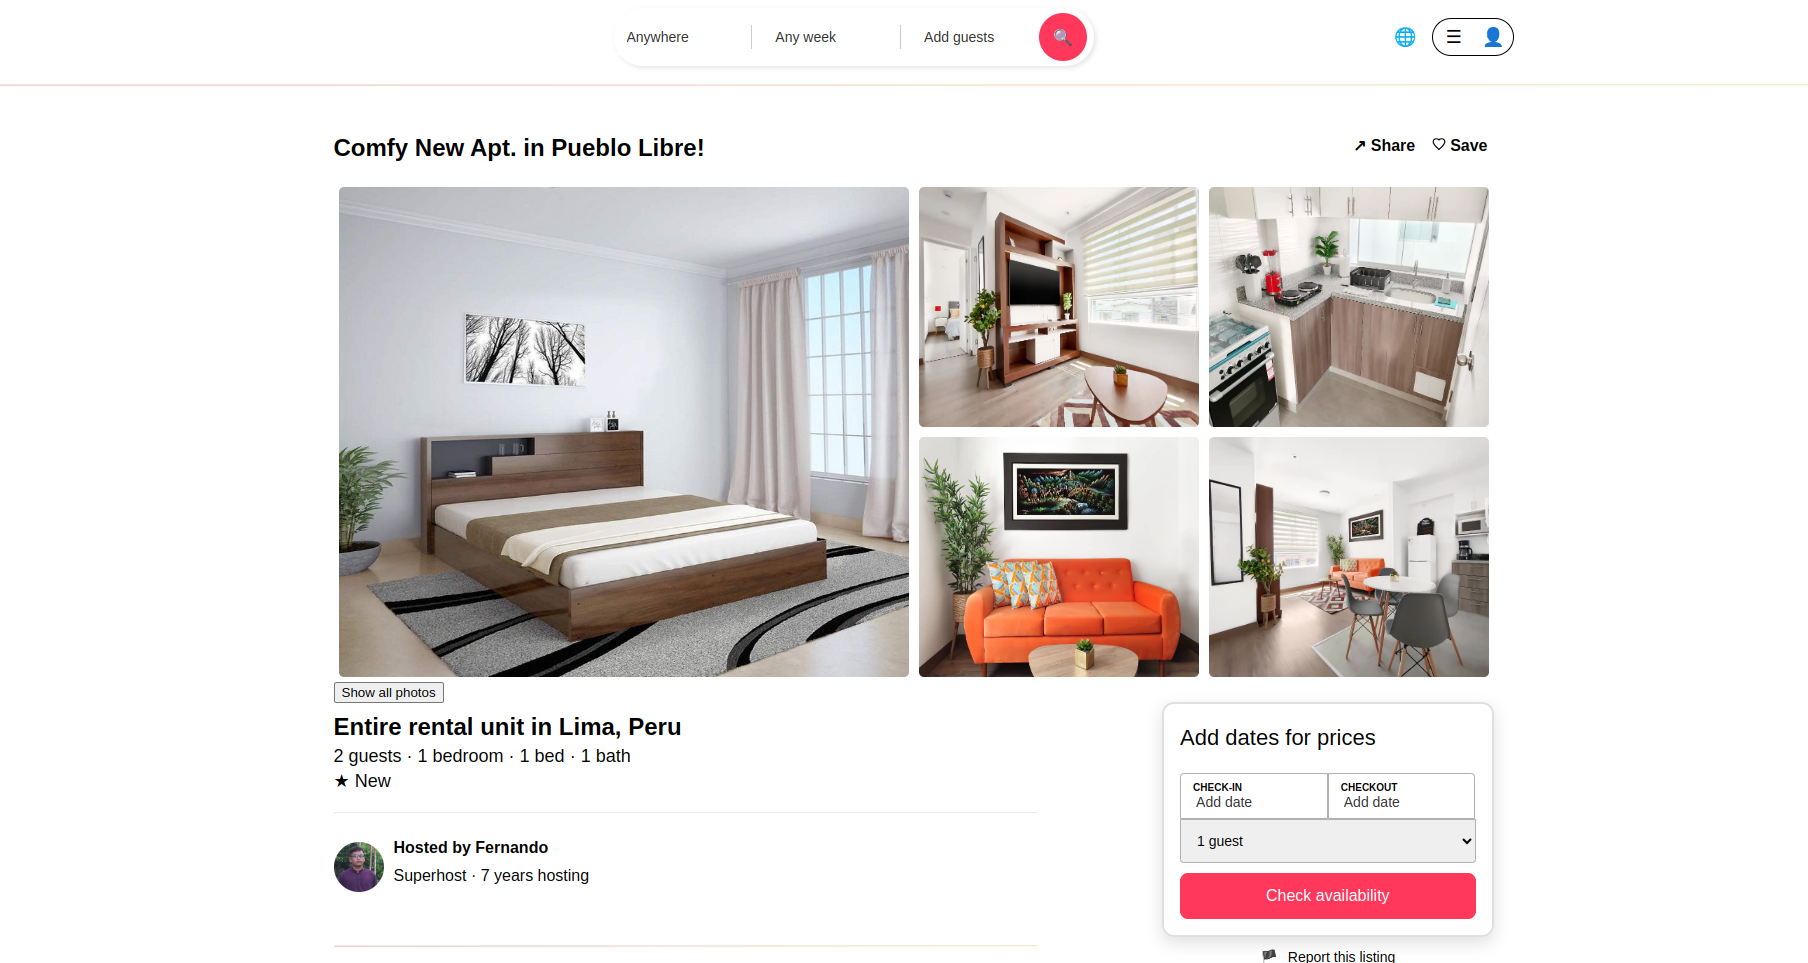 Anywhere
Any week
Add guests
Comfy New Apt. in Pueblo Libre!
↗ Share
♡ Save
Show all photos
Entire rental unit in Lima, Peru
2 guests · 1 bedroom · 1 bed · 1 bath
★ New
Hosted by Fernando
Superhost · 7 years hosting
Add dates for prices
CHECK-IN
Add date
CHECKOUT
Add date
1 guest
Check availability
Report this listing